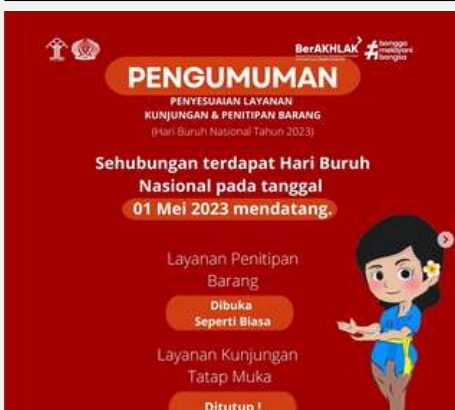 BerAKHLAK
# bangga
melayani
bangsa
PENGUMUMAN
PENYESUAIAN LAYANAN
KUNJUNGAN & PENITIPAN BARANG
(Hari Buruh Nasional Tahun 2023)
Sehubungan terdapat Hari Buruh
Nasional pada tanggal
01 Mei 2023 mendatang.
Layanan Penitipan
Barang
Dibuka
Seperti Biasa
Layanan Kunjungan
Tatap Muka
Ditutup !